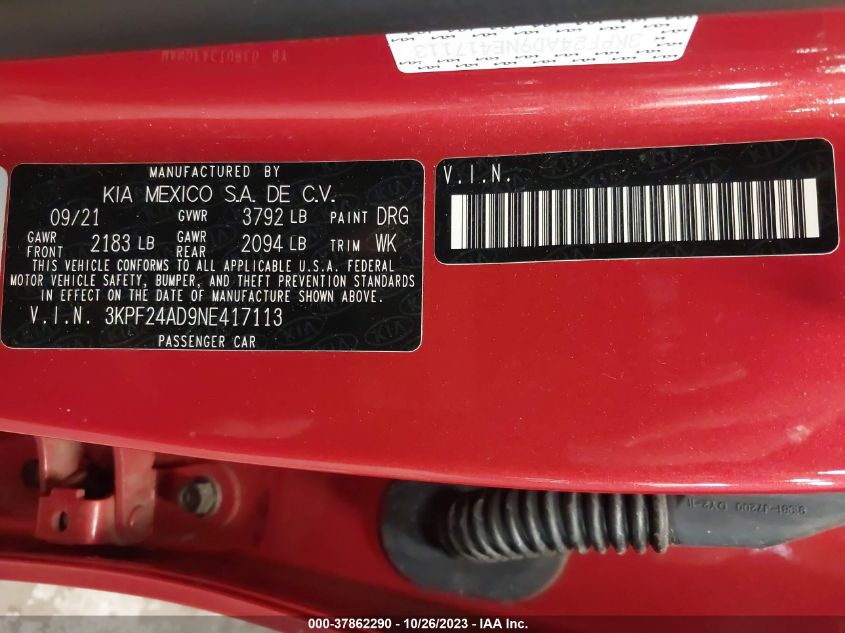 3KPF24AD9NE417113
MANUFACTURED BY
KIA MEXICO S.A. DE C.V.
09/21 GVWR 3792 LB PAINT DRG
GAWR FRONT 2183 LB GAWR REAR 2094 LB TRIM WK
THIS VEHICLE CONFORMS TO ALL APPLICABLE U.S.A. FEDERAL
MOTOR VEHICLE SAFETY, BUMPER, AND THEFT PREVENTION STANDARDS
IN EFFECT ON THE DATE OF MANUFACTURE SHOWN ABOVE.
V.I.N. 3KPF24AD9NE417113
PASSENGER CAR
V.I.N.
000-37862290 - 10/26/2023 - IAA Inc.